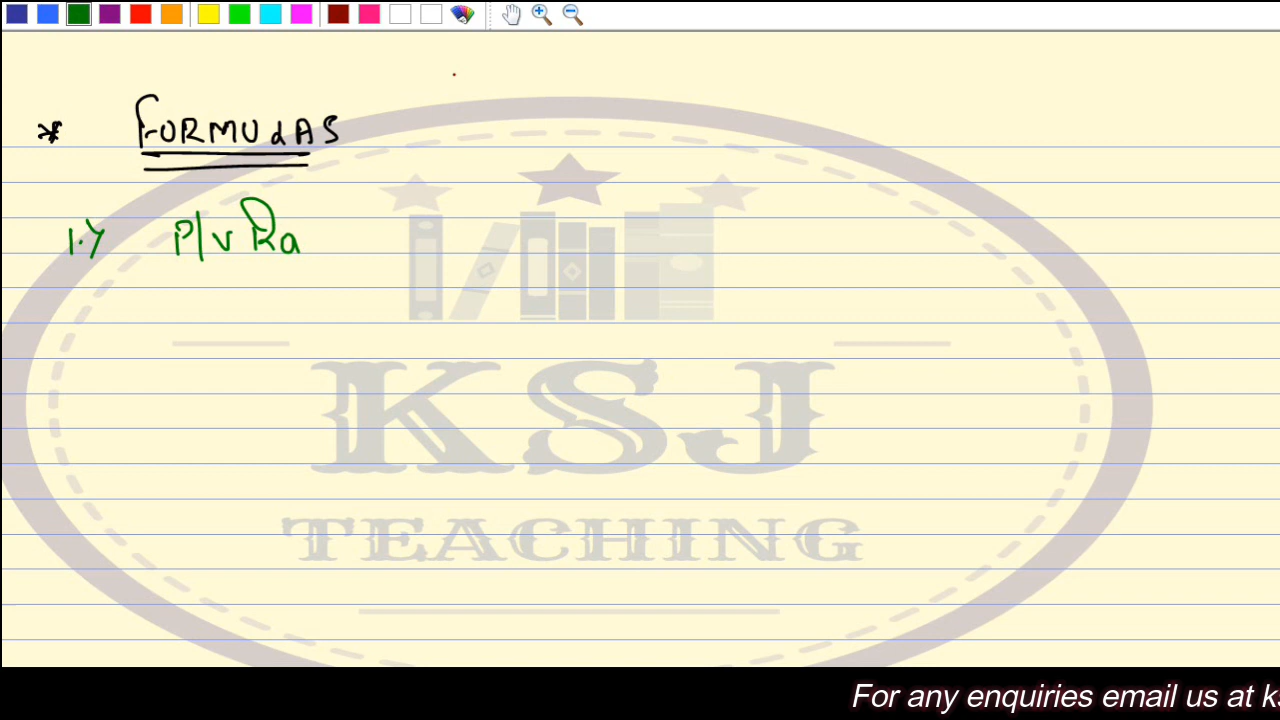 * FORMULAS
1.) P/V Ra
KSJ
TEACHING
For any enquiries email us at k